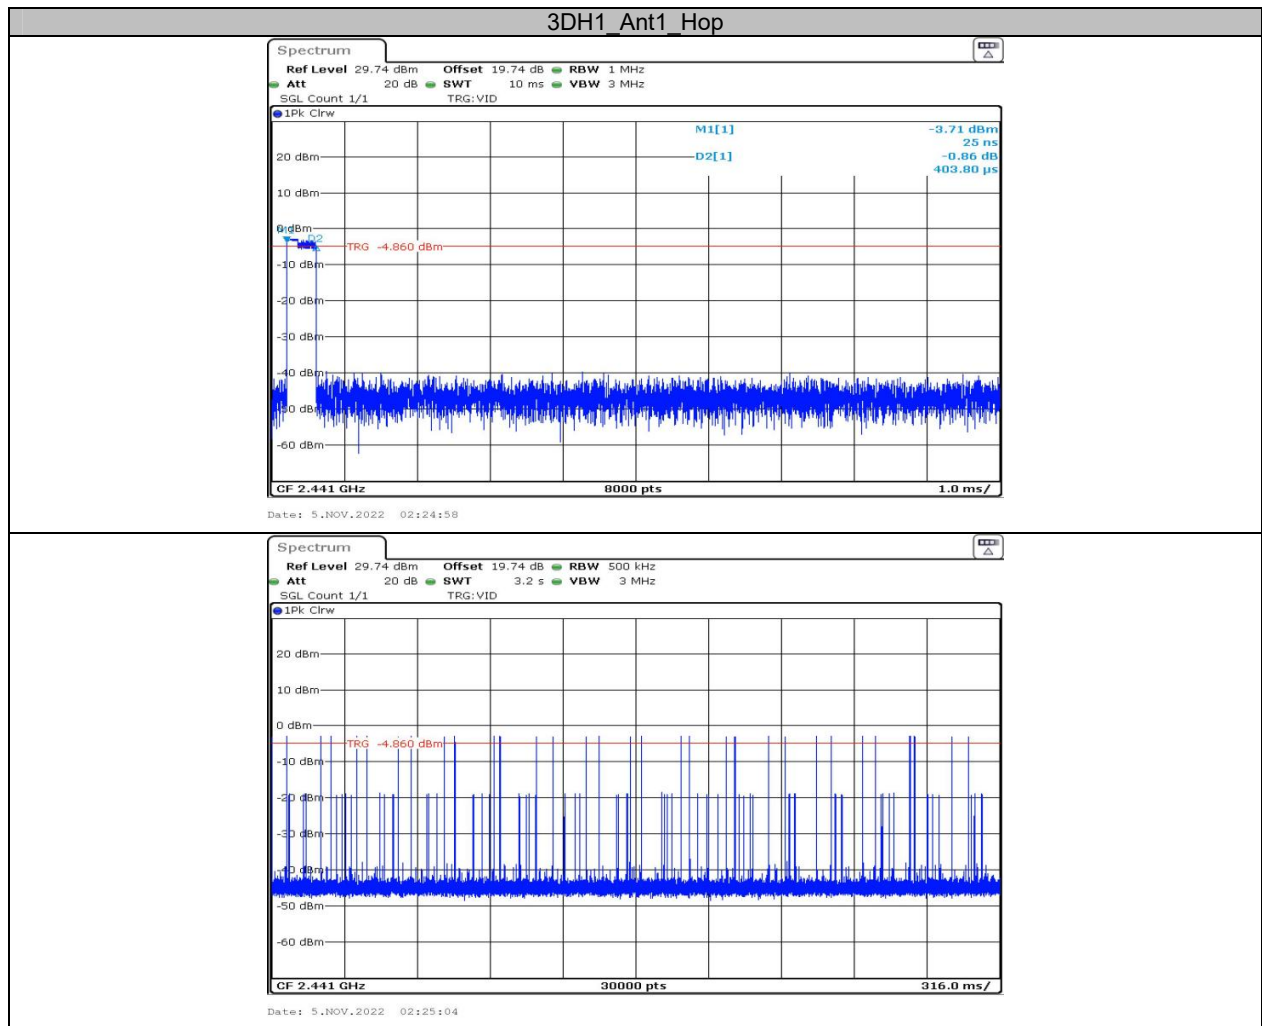 3DH1_Ant1_Hop
Spectrum
Ref Level 29.74 dBm Offset 19.74 dB RBW 1 MHz
Att 20 dB SWT 10 ms VBW 3 MHz
SGL Count 1/1 TRG:VID
1Pk Clrw
M1[1] -3.71 dBm
25 ns
20 dBm D2[1] -0.86 dB
403.80 µs
10 dBm
0 dBm
D2
TRG -4.860 dBm
-10 dBm
-20 dBm
-30 dBm
-40 dBm
-50 dBm
-60 dBm
CF 2.441 GHz 8000 pts 1.0 ms/
Date: 5.NOV.2022 02:24:58
Spectrum
Ref Level 29.74 dBm Offset 19.74 dB RBW 500 kHz
Att 20 dB SWT 3.2 s VBW 3 MHz
SGL Count 1/1 TRG:VID
1Pk Clrw
20 dBm
10 dBm
0 dBm
TRG -4.860 dBm
-10 dBm
-20 dBm
-30 dBm
-40 dBm
-50 dBm
-60 dBm
CF 2.441 GHz 30000 pts 316.0 ms/
Date: 5.NOV.2022 02:25:04